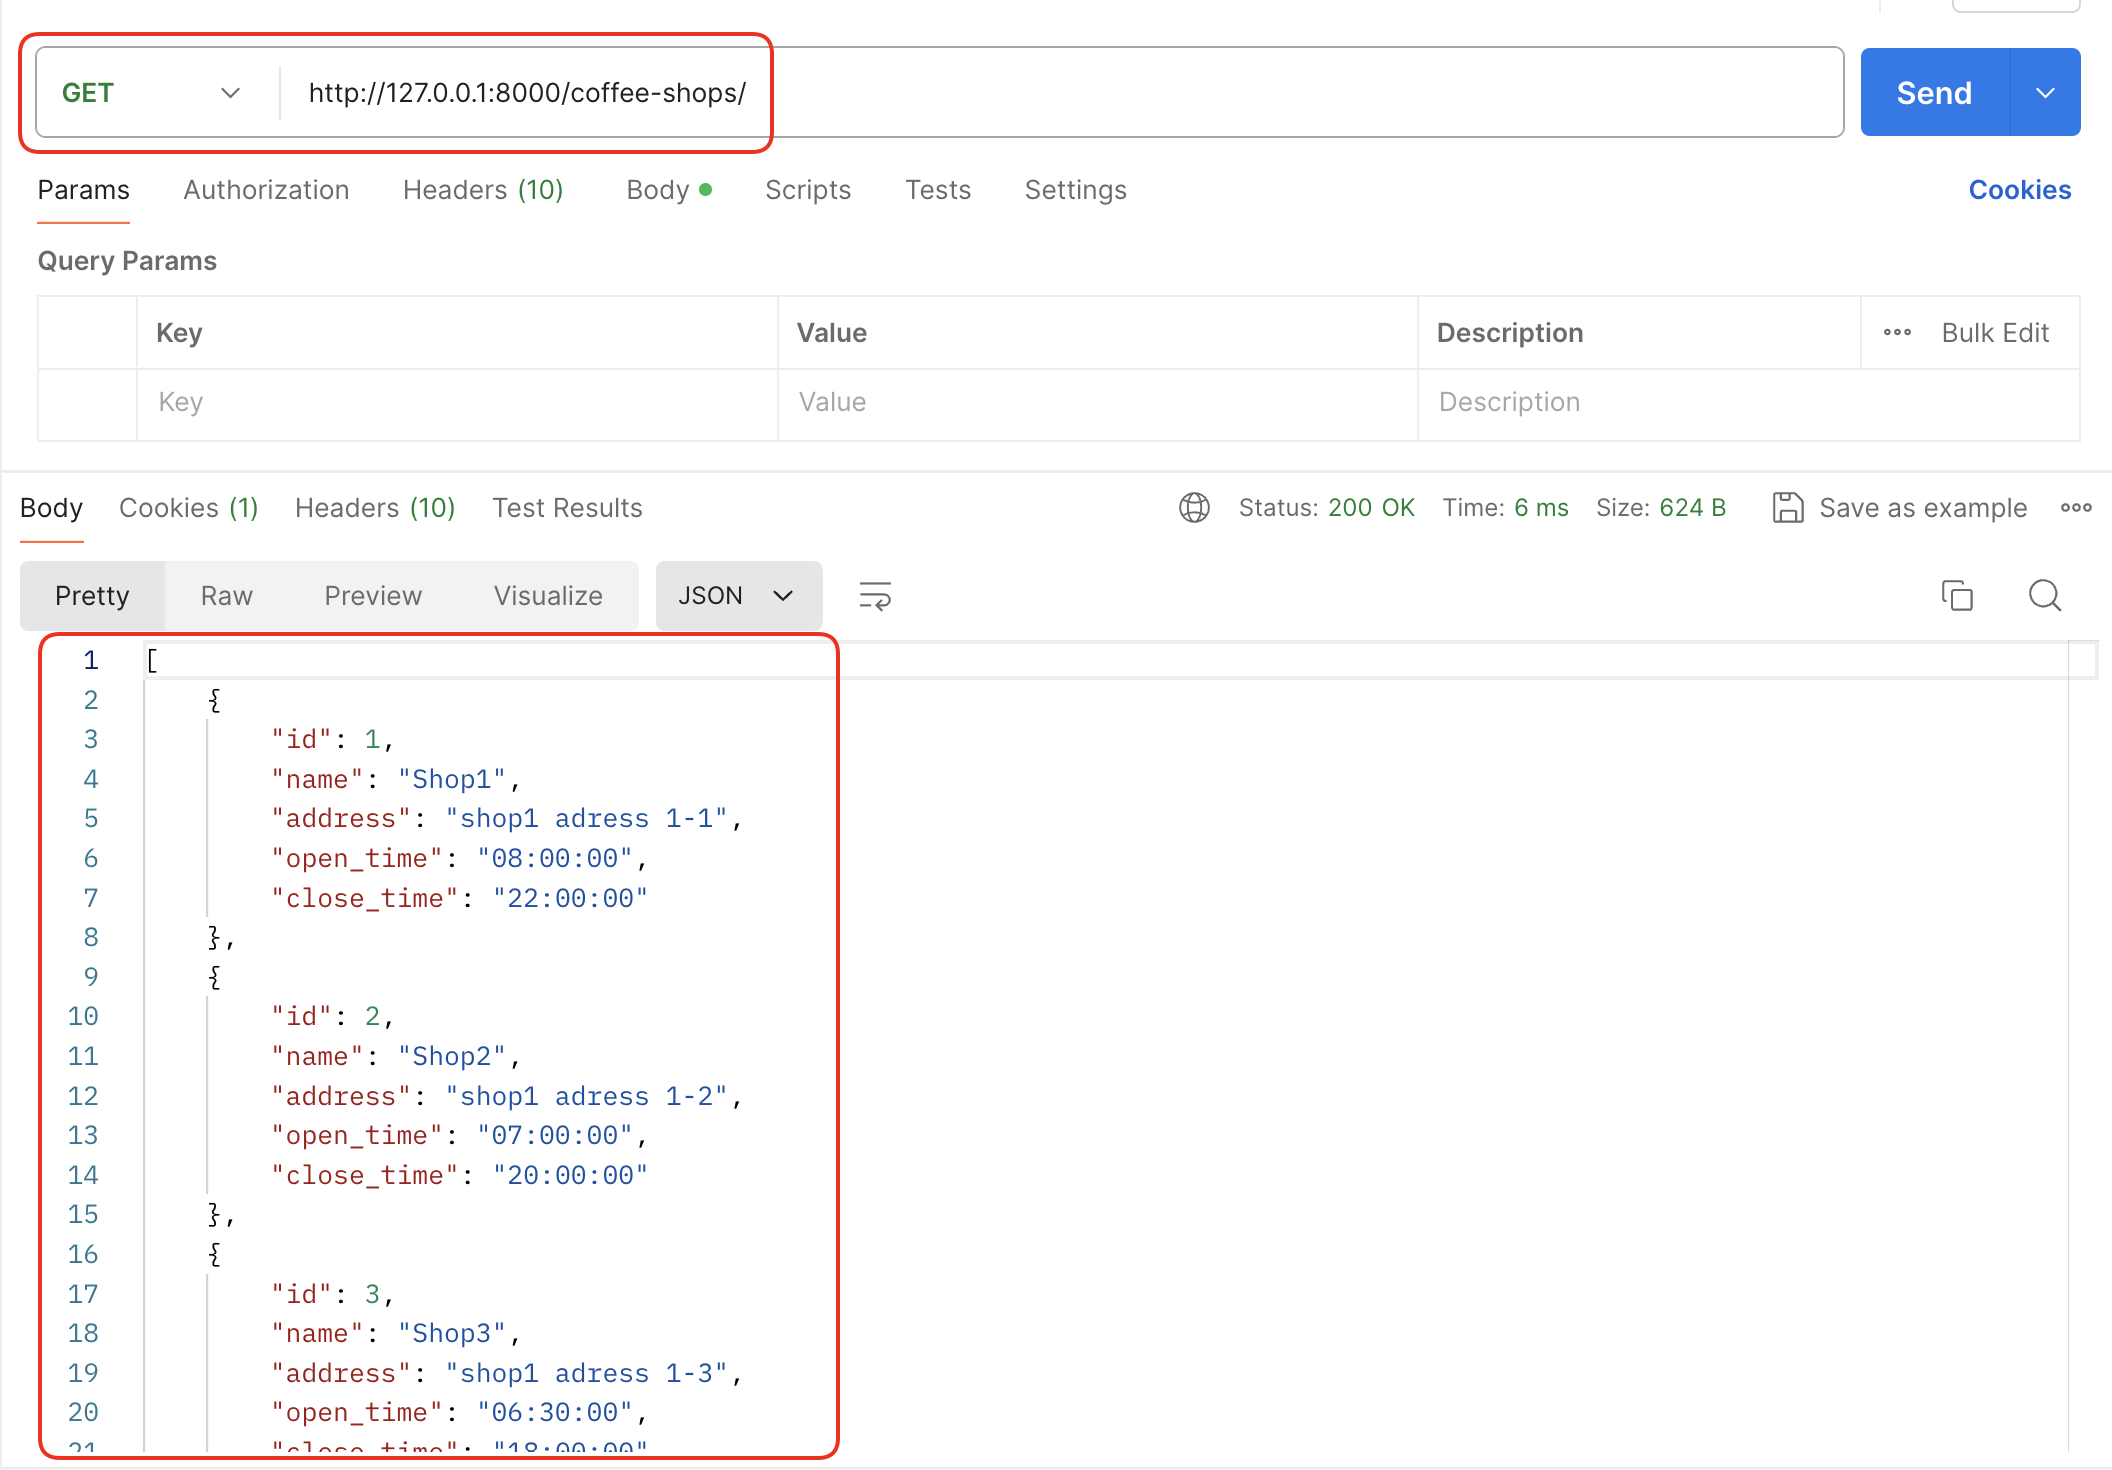 GET http://127.0.0.1:8000/coffee-shops/ Send
Params Authorization Headers (10) Body Scripts Tests Settings Cookies
Query Params
Key Value Description Bulk Edit
Key Value Description
Body Cookies (1) Headers (10) Test Results Status: 200 OK Time: 6 ms Size: 624 B Save as example
Pretty Raw Preview Visualize JSON
1 [
2 {
3 "id": 1,
4 "name": "Shop1",
5 "address": "shop1 adress 1-1",
6 "open_time": "08:00:00",
7 "close_time": "22:00:00"
8 },
9 {
10 "id": 2,
11 "name": "Shop2",
12 "address": "shop1 adress 1-2",
13 "open_time": "07:00:00",
14 "close_time": "20:00:00"
15 },
16 {
17 "id": 3,
18 "name": "Shop3",
19 "address": "shop1 adress 1-3",
20 "open_time": "06:30:00",
21 "close_time": "18:00:00"